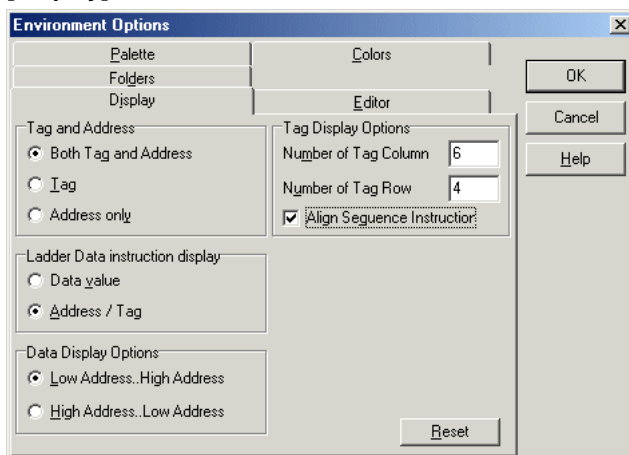 Environment Options
Palette
Colors
Folders
Display
Editor
OK
Cancel
Help
Tag and Address
Both Tag and Address
Tag
Address only
Tag Display Options
Number of Tag Column 6
Number of Tag Row 4
Align Seguence Instruction
Ladder Data instruction display
Data value
Address / Tag
Data Display Options
Low Address..High Address
High Address..Low Address
Reset